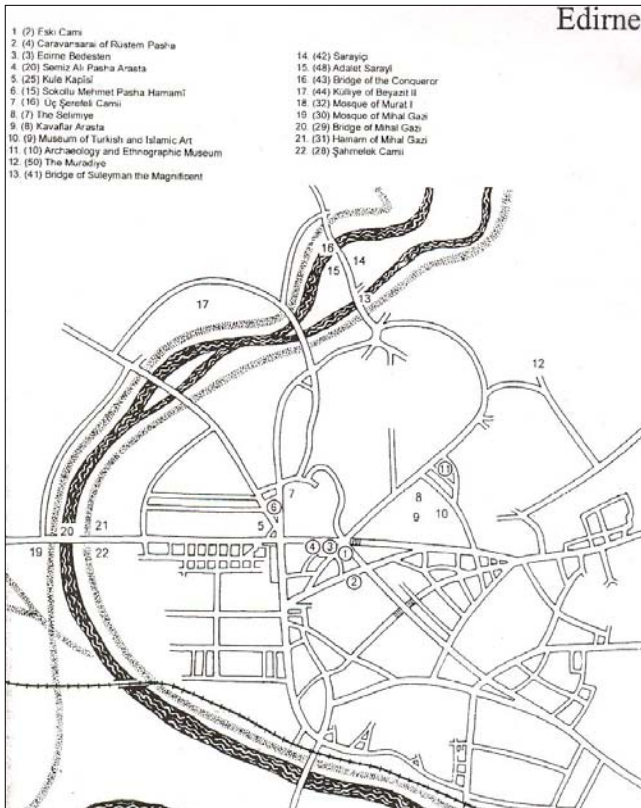 Edirne
1 (2) Eski Cami
2. (4) Caravansarai of Rüstem Pasha
3. (3) Edirne Bedesten
4. (20) Semiz Ali Pasha Arasta
5. (25) Kule Kapisi
6. (15) Sokollu Mehmet Pasha Hamami
7. (16) Uç Şerefeli Camii
8. (7) The Selimiye
9. (8) Kavaflar Arasta
10. (9) Museum of Turkish and Islamic Art
11. (10) Archaeology and Ethnographic Museum
12. (50) The Muradiye
13. (41) Bridge of Suleyman the Magnificent
14. (42) Sarayiçi
15. (48) Adalet Sarayi
16. (43) Bridge of the Conqueror
17. (44) Külliye of Beyazit II
18. (32) Mosque of Murat I
19. (30) Mosque of Mihal Gazi
20. (29) Bridge of Mihal Gazi
21. (31) Hamam of Mihal Gazi
22. (28) Şahmelek Camii
16
14
15
13
17
12
11
7
8
6
9
10
20
21
5
19
22
4
3
1
2